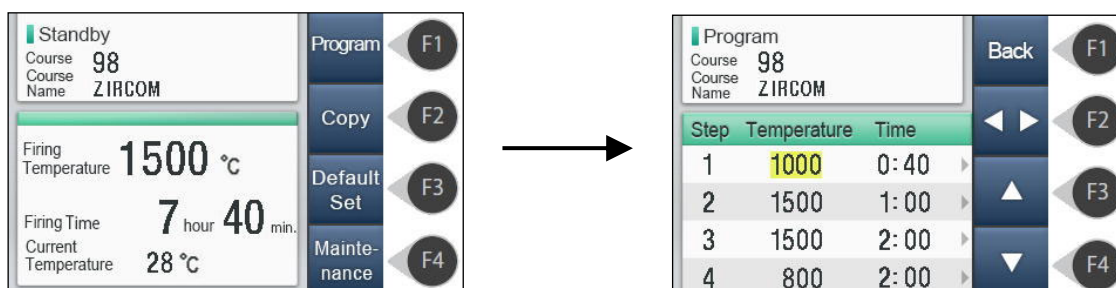 Standby
Course 98
Course
Name ZIRCOM
Firing
Temperature 1500 °C
Firing Time 7 hour 40 min.
Current
Temperature 28 °C
Program F1
Copy F2
Default
Set F3
Mainte-
nance F4
Program
Course 98
Course
Name ZIRCOM
Step Temperature Time
1 1000 0:40
2 1500 1:00
3 1500 2:00
4 800 2:00
Back F1
F2
F3
F4